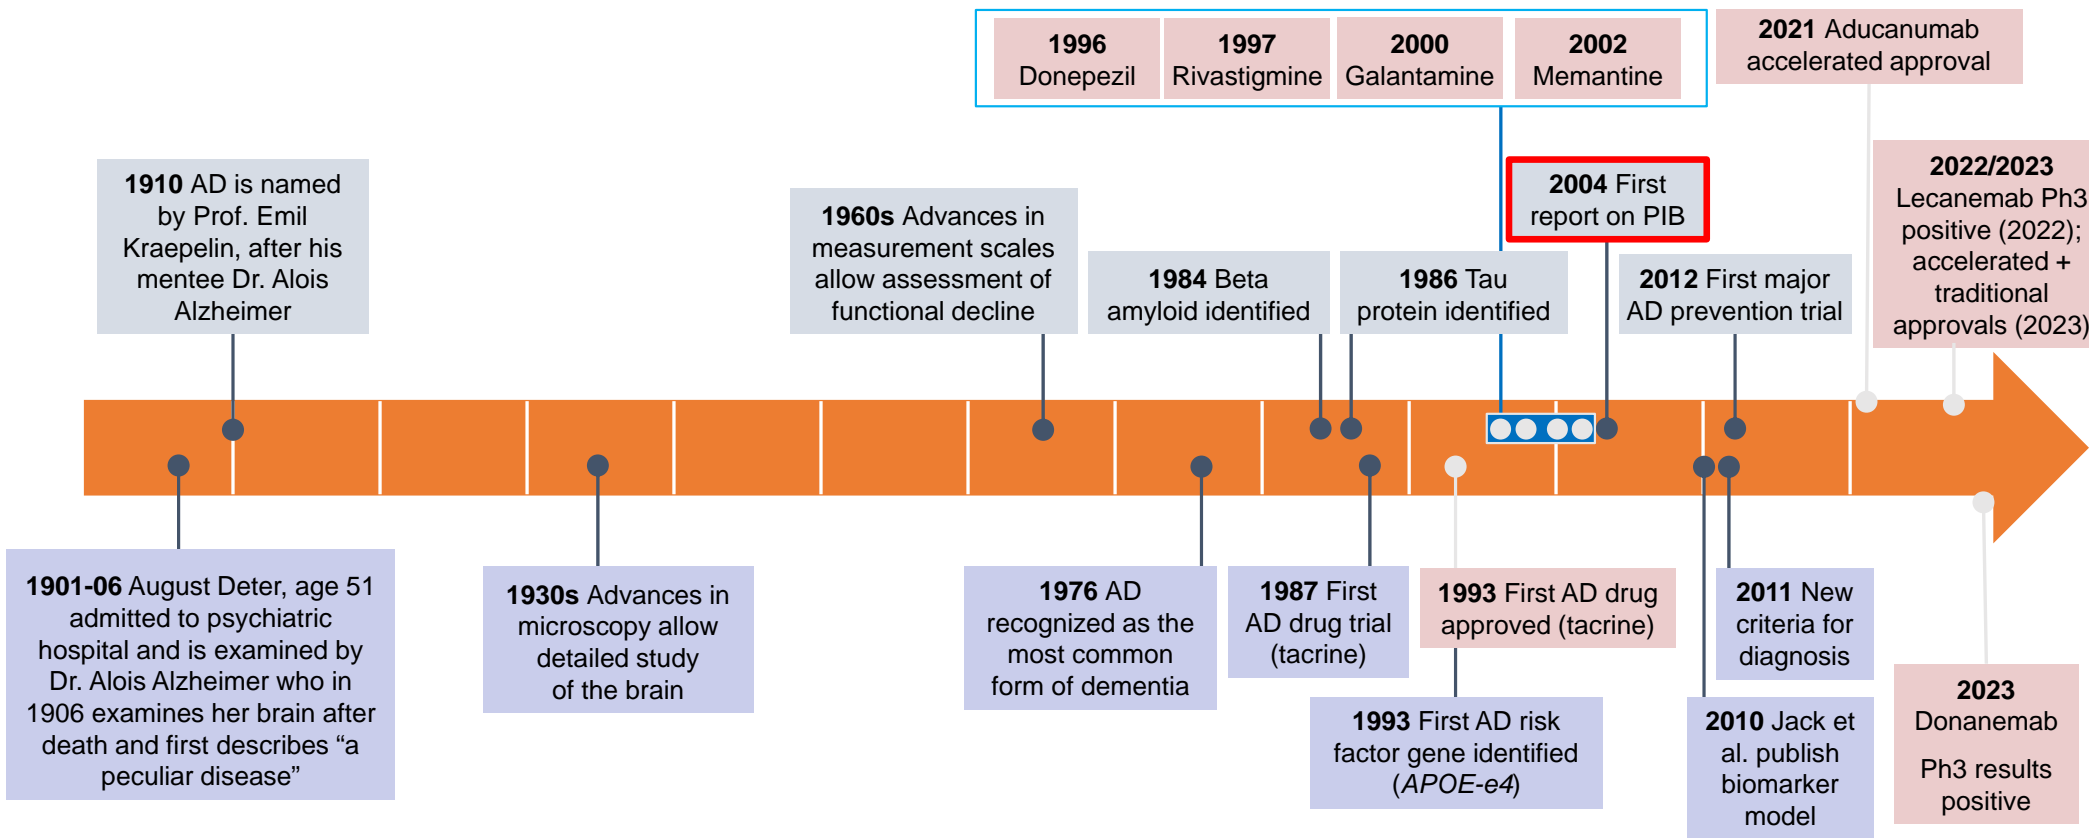 1996
Donepezil
1997
Rivastigmine
2000
Galantamine
2002
Memantine
2021 Aducanumab
accelerated approval
1910 AD is named
by Prof. Emil
Kraepelin, after his
mentee Dr. Alois
Alzheimer
1960s Advances in
measurement scales
allow assessment of
functional decline
1984 Beta
amyloid identified
1986 Tau
protein identified
2004 First
report on PIB
2012 First major
AD prevention trial
2022/2023
Lecanemab Ph3
positive (2022);
accelerated +
traditional
approvals (2023)
1901-06 August Deter, age 51
admitted to psychiatric
hospital and is examined by
Dr. Alois Alzheimer who in
1906 examines her brain after
death and first describes “a
peculiar disease”
1930s Advances in
microscopy allow
detailed study
of the brain
1976 AD
recognized as the
most common
form of dementia
1987 First
AD drug trial
(tacrine)
1993 First AD drug
approved (tacrine)
1993 First AD risk
factor gene identified
(APOE-e4)
2011 New
criteria for
diagnosis
2010 Jack et
al. publish
biomarker
model
2023
Donanemab
Ph3 results
positive